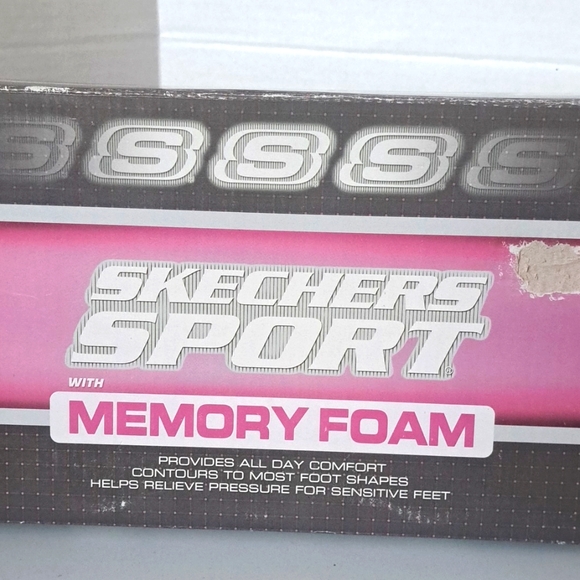 S S S S S
SKECHERS
SPORT
WITH
MEMORY FOAM
PROVIDES ALL DAY COMFORT
CONTOURS TO MOST FOOT SHAPES
HELPS RELIEVE PRESSURE FOR SENSITIVE FEET